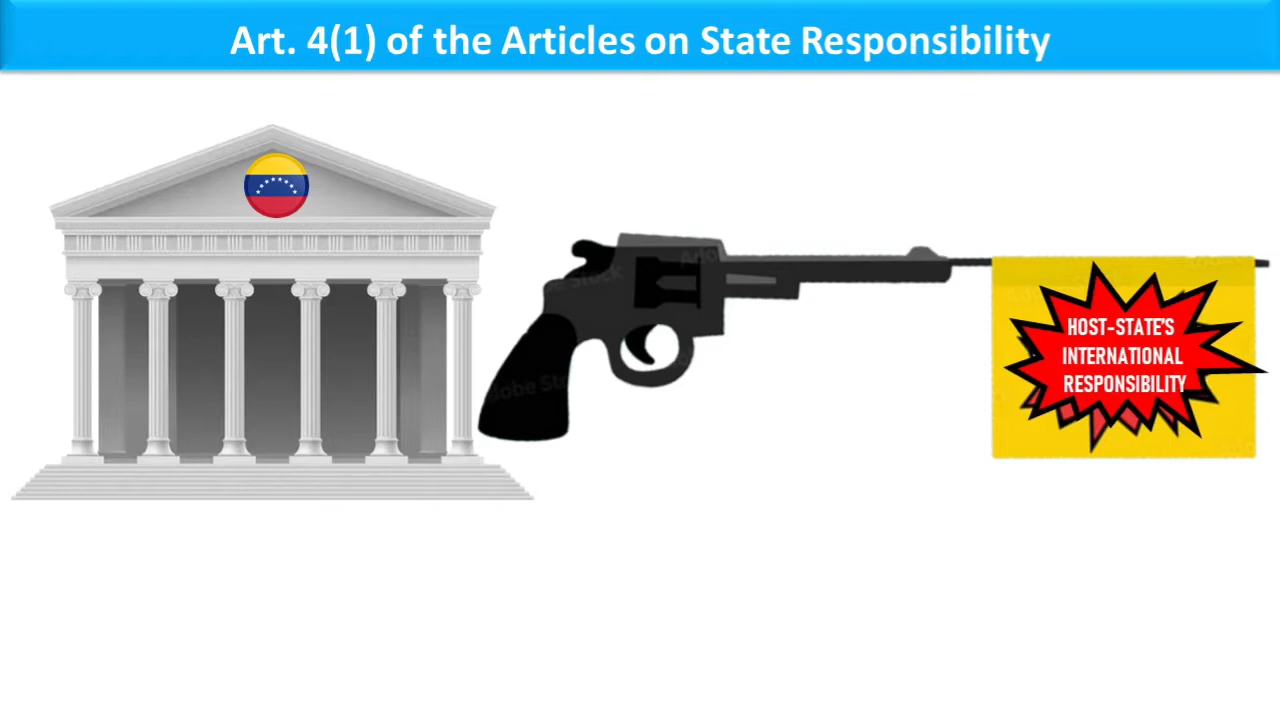 Art. 4(1) of the Articles on State Responsibility
HOST-STATE'S
INTERNATIONAL
RESPONSIBILITY